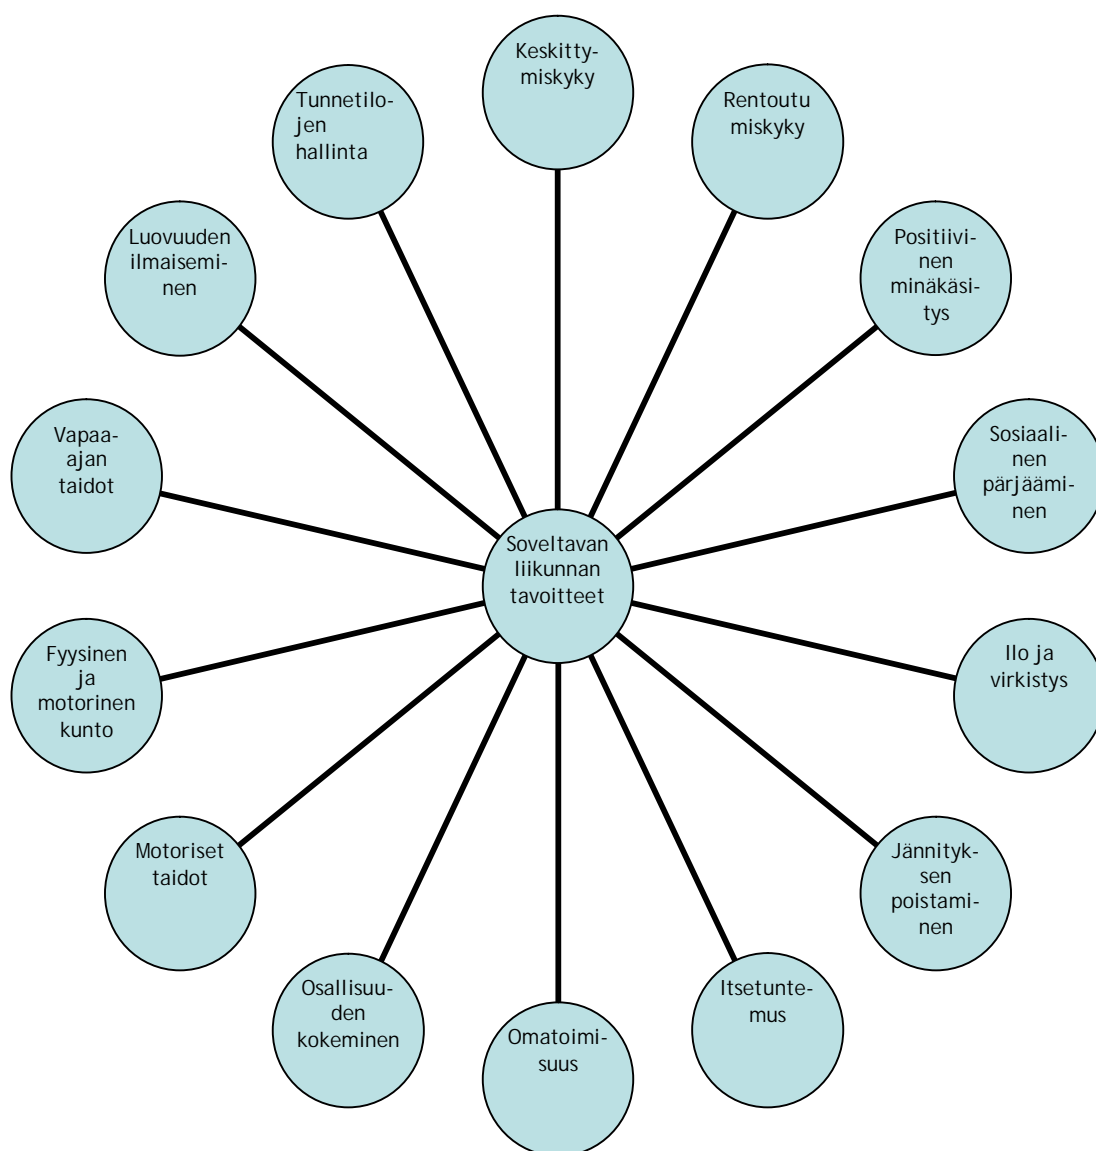 Keskitty-
miskyky
Rentoutu
miskyky
Positiivi-
nen
minäkäsi-
tys
Sosiaali-
nen
pärjäämi-
nen
Ilo ja
virkistys
Jännityk-
sen
poistami-
nen
Itsetunte-
mus
Omatoimi-
suus
Osallisuu-
den
kokeminen
Motoriset
taidot
Fyysinen
ja
motorinen
kunto
Vapaa-
ajan
taidot
Luovuuden
ilmaisemi-
nen
Tunnetilo-
jen
hallinta
Soveltavan
liikunnan
tavoitteet